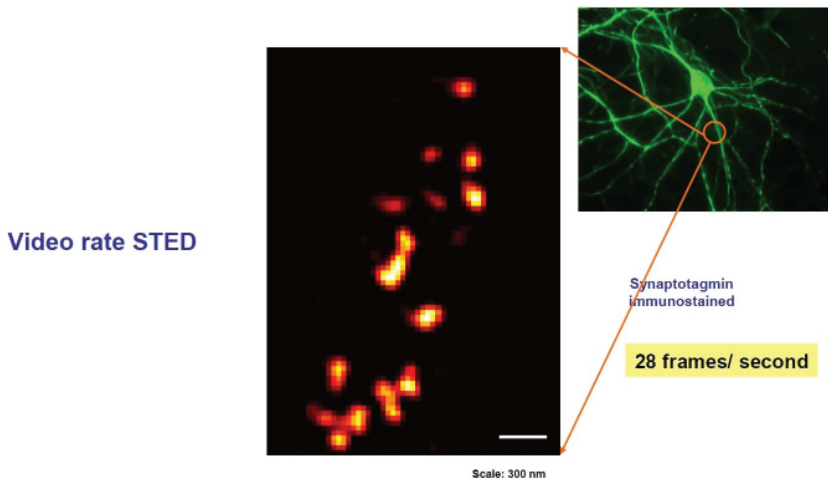 Video rate STED
Synaptotagmin
immunostained
28 frames/ second
Scale: 300 nm